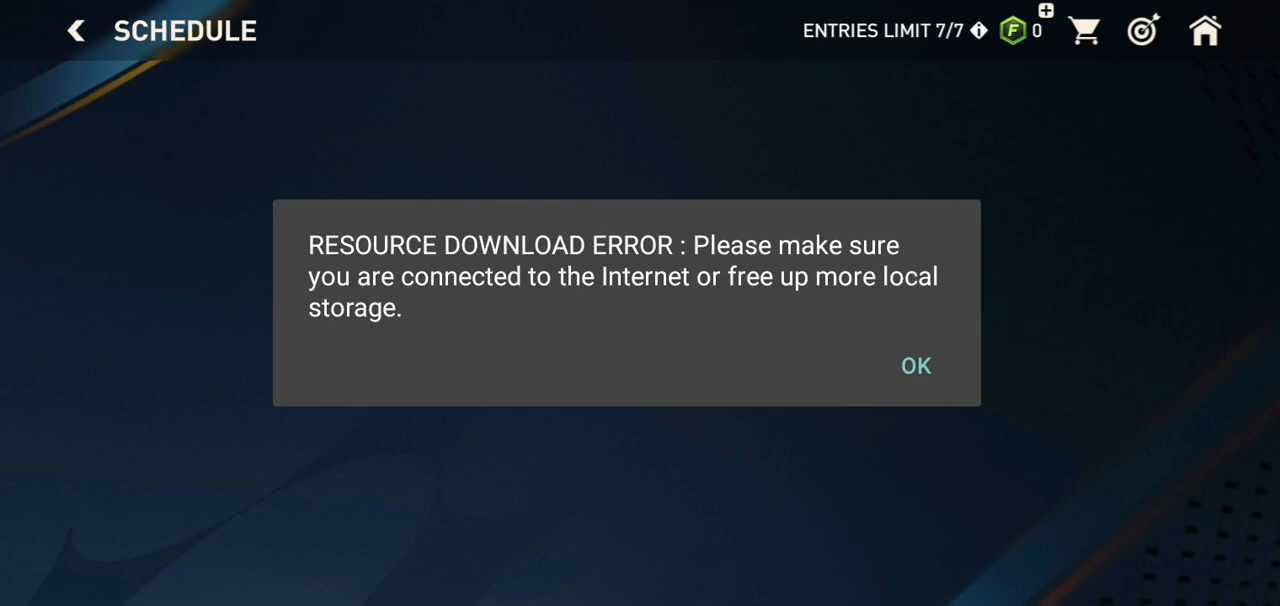 SCHEDULE
ENTRIES LIMIT 7/7 i F 0
RESOURCE DOWNLOAD ERROR : Please make sure
you are connected to the Internet or free up more local
storage.
OK